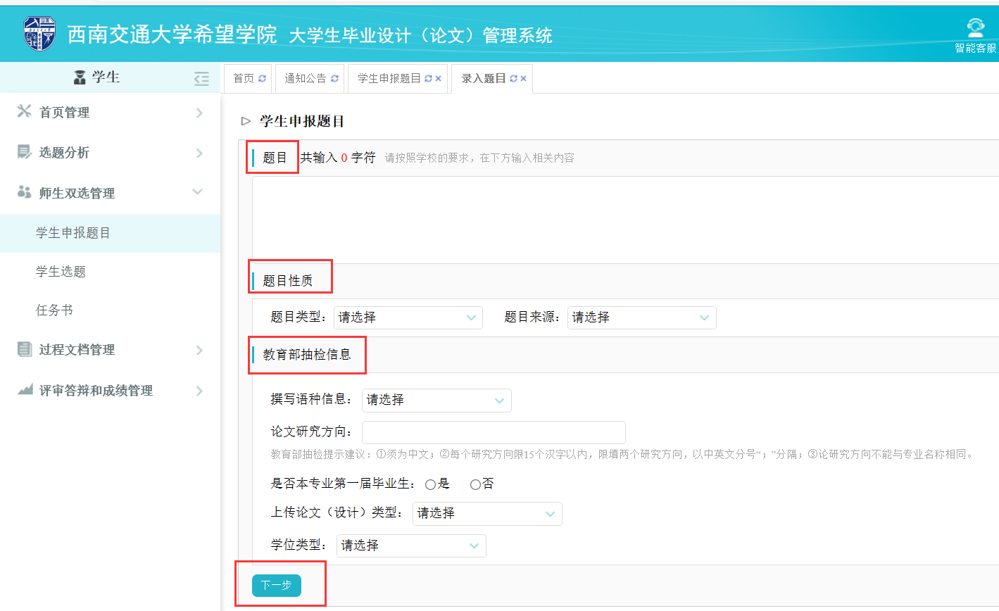 西南交通大学希望学院 大学生毕业设计（论文）管理系统
智能客服
学生
首页 通知公告 学生申报题目 录入题目
首页管理
选题分析
师生双选管理
学生申报题目
学生选题
任务书
过程文档管理
评审答辩和成绩管理
学生申报题目
题目 共输入 0 字符 请按照学校的要求，在下方输入相关内容
题目性质
题目类型： 请选择 题目来源： 请选择
教育部抽检信息
撰写语种信息： 请选择
论文研究方向：
教育部抽检提示建议：①须为中文；②每个研究方向限15个汉字以内，限填两个研究方向，以中英文分号“；”分隔；③论研究方向不能与专业名称相同。
是否本专业第一届毕业生： 是 否
上传论文（设计）类型： 请选择
学位类型： 请选择
下一步